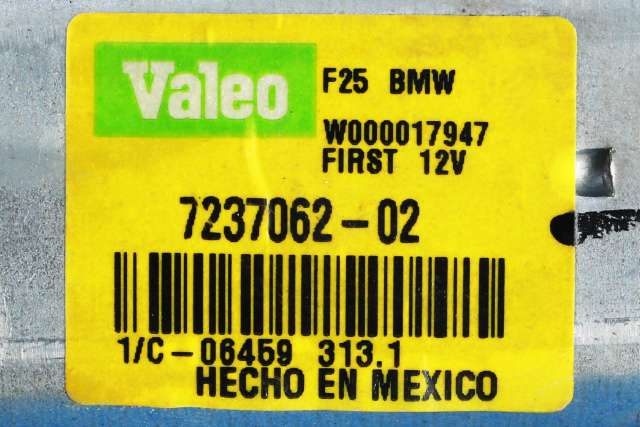 Valeo
F25 BMW
W000017947
FIRST 12V
7237062-02
1/C-06459 313.1
HECHO EN MEXICO